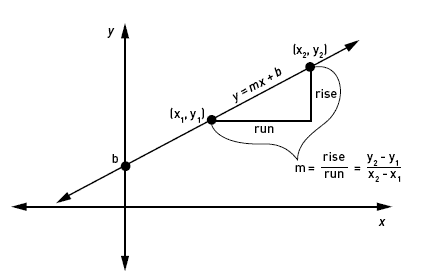 y
(x₂, y₂)
y = mx + b
rise
(x₁, y₁)
run
b
m = rise/run = y₂ - y₁/x₂ - x₁
x